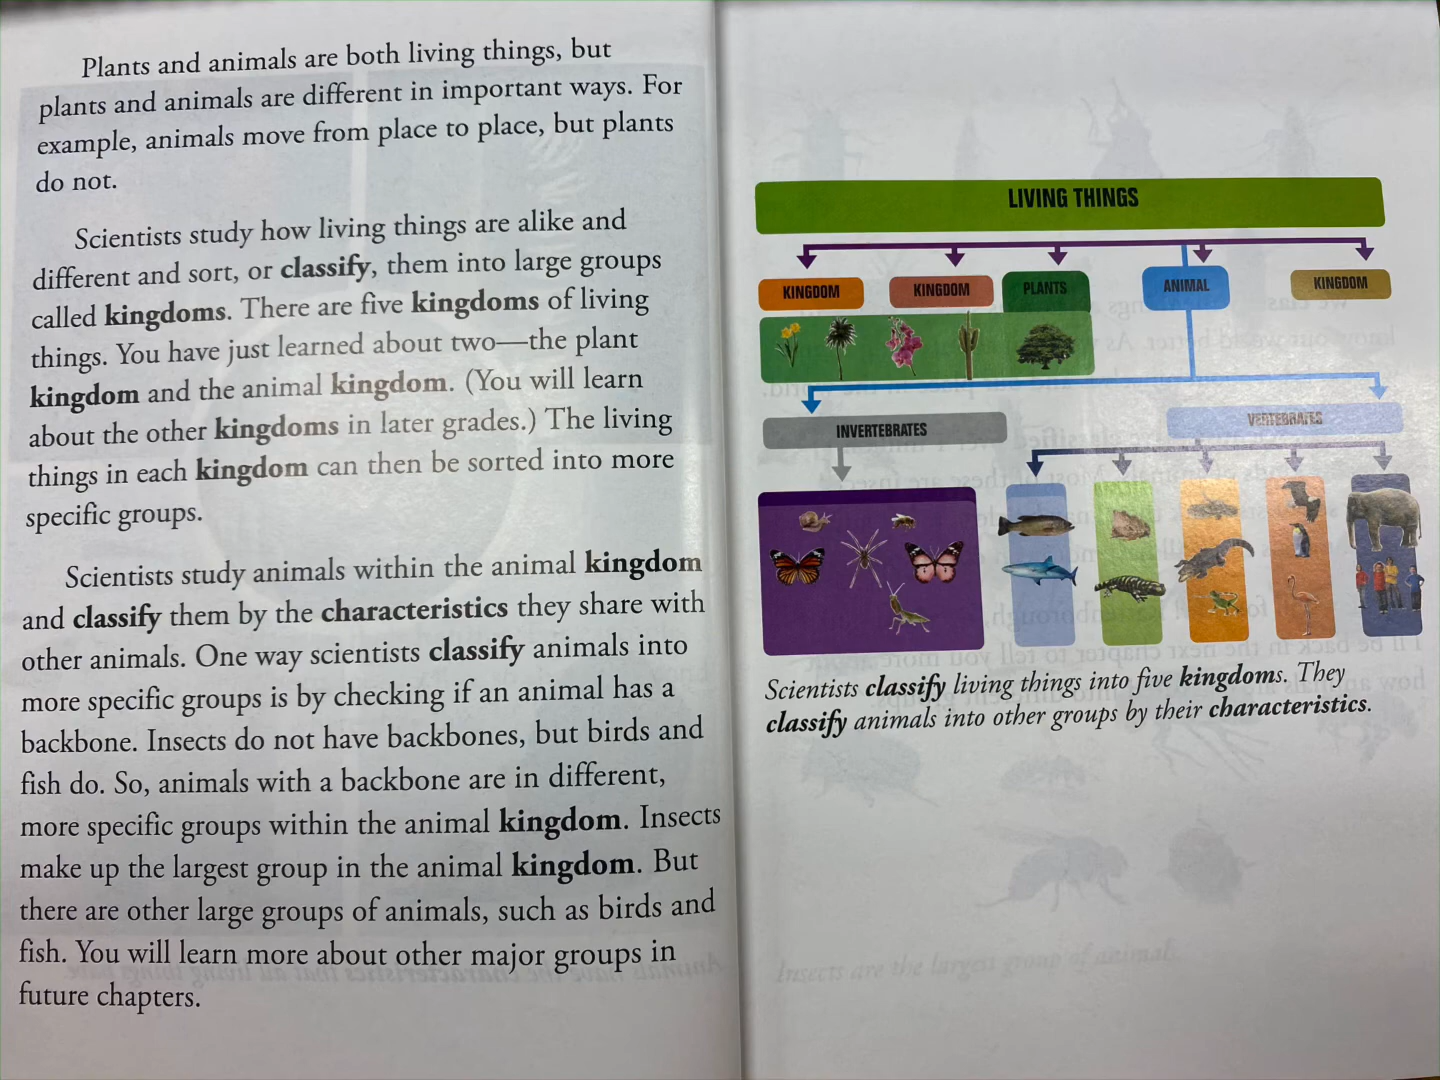 Plants and animals are both living things, but
plants and animals are different in important ways. For
example, animals move from place to place, but plants
do not.
Scientists study how living things are alike and
different and sort, or classify, them into large groups
called kingdoms. There are five kingdoms of living
things. You have just learned about two—the plant
kingdom and the animal kingdom. (You will learn
about the other kingdoms in later grades.) The living
things in each kingdom can then be sorted into more
specific groups.
Scientists study animals within the animal kingdom
and classify them by the characteristics they share with
other animals. One way scientists classify animals into
more specific groups is by checking if an animal has a
backbone. Insects do not have backbones, but birds and
fish do. So, animals with a backbone are in different,
more specific groups within the animal kingdom. Insects
make up the largest group in the animal kingdom. But
there are other large groups of animals, such as birds and
fish. You will learn more about other major groups in
future chapters.
LIVING THINGS
KINGDOM KINGDOM PLANTS ANIMAL KINGDOM
INVERTEBRATES VERTEBRATES
Scientists classify living things into five kingdoms. They
classify animals into other groups by their characteristics.
Insects are the largest group of animals.